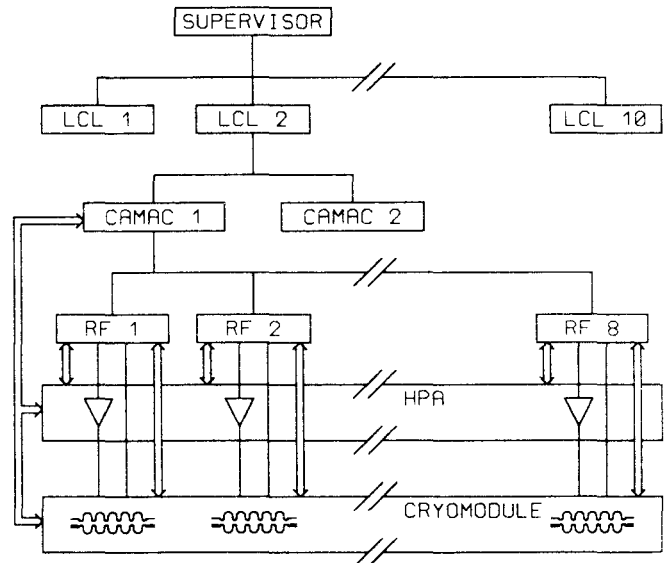 SUPERVISOR
LCL 1
LCL 2
LCL 10
CAMAC 1
CAMAC 2
RF 1
RF 2
RF 8
HPA
CRYOMODULE